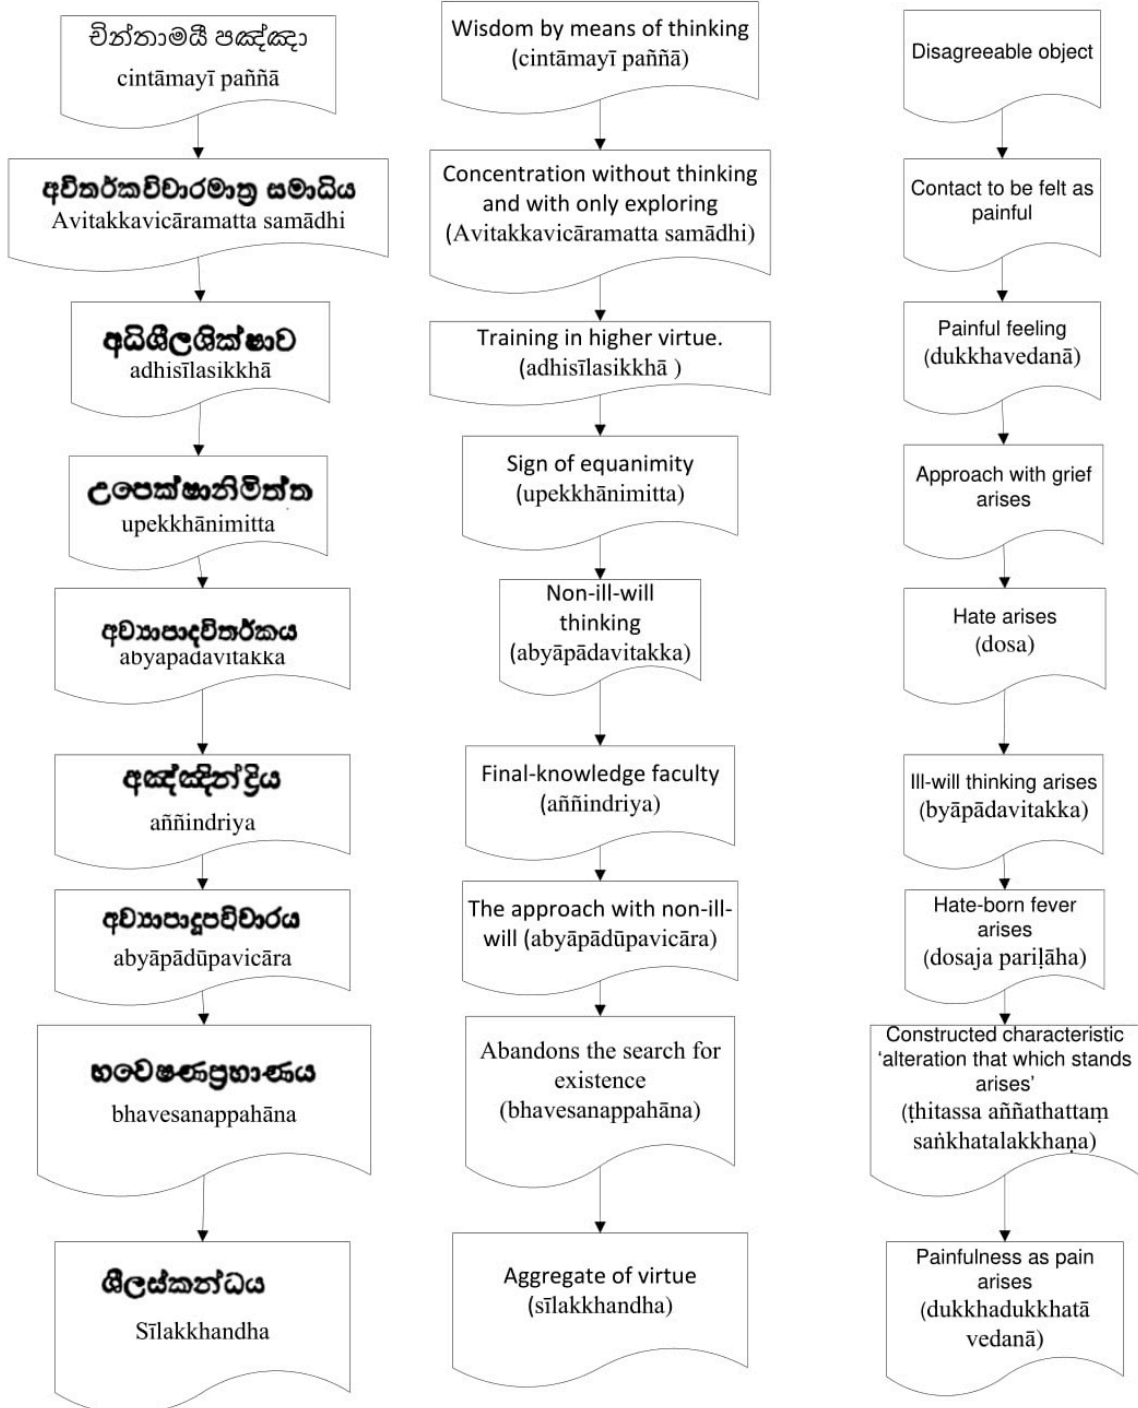 චින්තාමයී පඤ්ඤා
cintāmayī paññā
අවිතර්කවිචාරමාත්‍ර සමාධිය
Avitakkavicāramatta samādhi
අධිශීලශික්ෂාව
adhisīlasikkhā
උපෙක්ෂානිමිත්ත
upekkhānimitta
අව්‍යාපාදවිතර්කය
abyāpādavitakka
අඤ්ඤින්ද්‍රිය
aññindriya
අව්‍යාපාදූපවිචාරය
abyāpādūpavicāra
භවෙෂණප්‍රහාණය
bhavesanappahāna
ශීලස්කන්ධය
Sīlakkhandha
Wisdom by means of thinking
(cintāmayī paññā)
Concentration without thinking
and with only exploring
(Avitakkavicāramatta samādhi)
Training in higher virtue.
(adhisīlasikkhā )
Sign of equanimity
(upekkhānimitta)
Non-ill-will
thinking
(abyāpādavitakka)
Final-knowledge faculty
(aññindriya)
The approach with non-ill-
will (abyāpādūpavicāra)
Abandons the search for
existence
(bhavesanappahāna)
Aggregate of virtue
(sīlakkhandha)
Disagreeable object
Contact to be felt as
painful
Painful feeling
(dukkhavedanā)
Approach with grief
arises
Hate arises
(dosa)
Ill-will thinking arises
(byāpādavitakka)
Hate-born fever
arises
(dosaja pariḷāha)
Constructed characteristic
‘alteration that which stands
arises’
(ṭhitassa aññathattaṃ
saṅkhatalakkhaṇa)
Painfulness as pain
arises
(dukkhadukkhatā
vedanā)